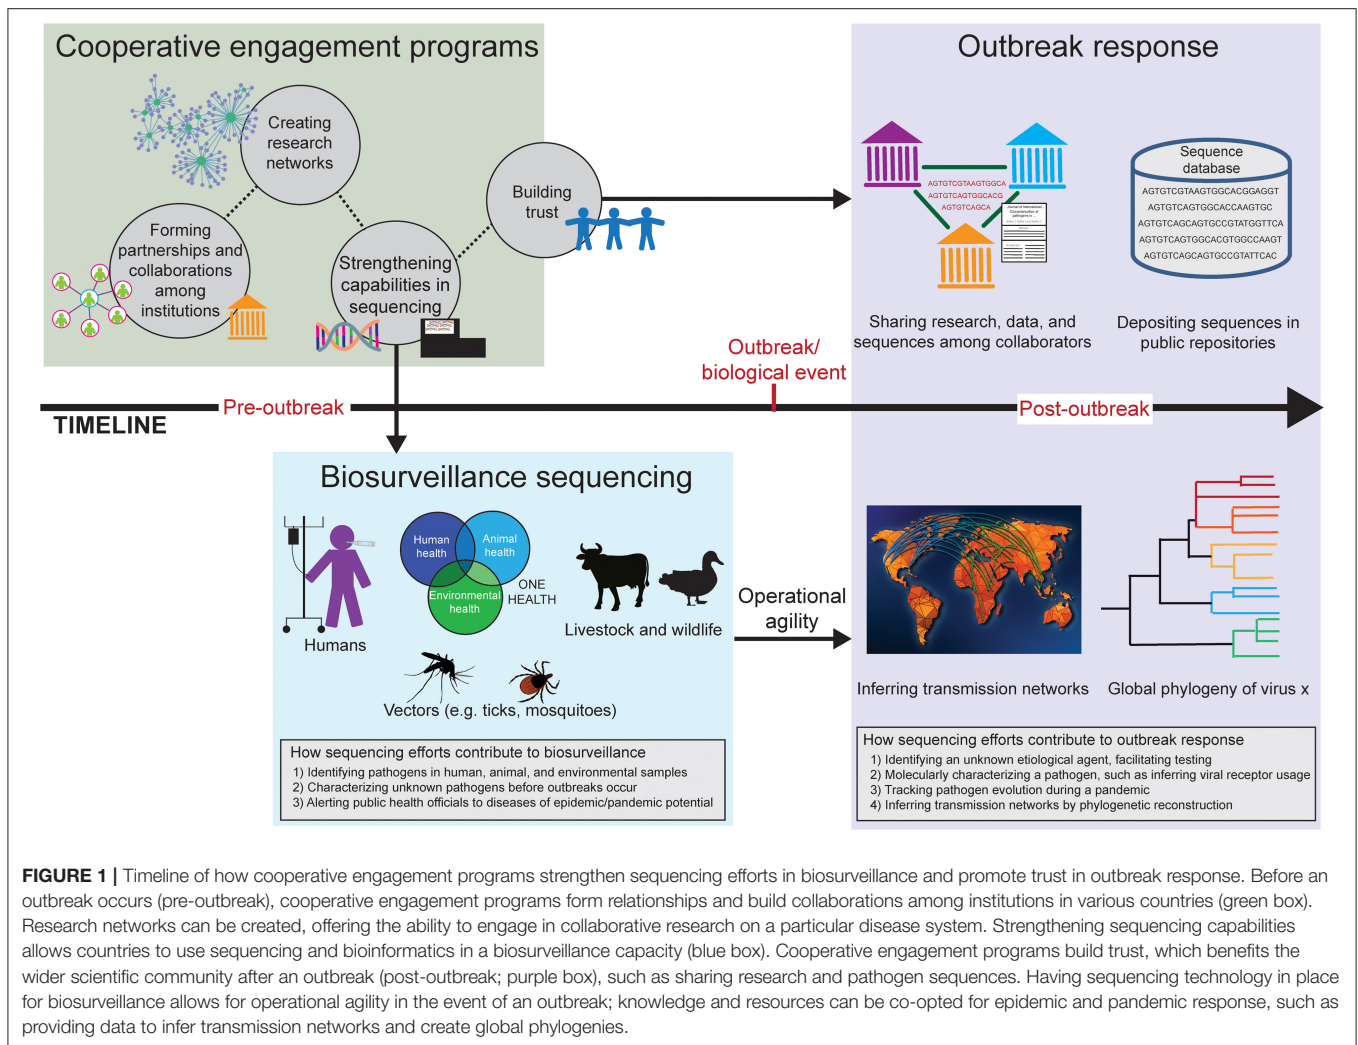 Cooperative engagement programs
Creating
research
networks
Forming
partnerships and
collaborations
among
institutions
Strengthening
capabilities in
sequencing
Building
trust
Outbreak response
AGTGTCGTAAGTGGCA
AGTGTCAGTGGCACG
AGTGTCAGCA
Journal of International
Characterization of
pathogens in ...
Sharing research, data, and
sequences among collaborators
Sequence
database
AGTGTCGTAAGTGGCACGGAGGT
AGTGTCAGTGGCACCAAGTGC
AGTGTCAGCAGTGCCGTATGGTTCA
AGTGTCAGTGGCACGTGGCCAAGT
AGTGTCAGCAGTGCCGTATTCAC
Depositing sequences in
public repositories
Outbreak/
biological event
Pre-outbreak
Post-outbreak
TIMELINE
Biosurveillance sequencing
Humans
Human
health
Animal
health
Environmental
health
ONE
HEALTH
Livestock and wildlife
Vectors (e.g. ticks, mosquitoes)
How sequencing efforts contribute to biosurveillance
1) Identifying pathogens in human, animal, and environmental samples
2) Characterizing unknown pathogens before outbreaks occur
3) Alerting public health officials to diseases of epidemic/pandemic potential
Operational
agility
Inferring transmission networks
Global phylogeny of virus x
How sequencing efforts contribute to outbreak response
1) Identifying an unknown etiological agent, facilitating testing
2) Molecularly characterizing a pathogen, such as inferring viral receptor usage
3) Tracking pathogen evolution during a pandemic
4) Inferring transmission networks by phylogenetic reconstruction
FIGURE 1 | Timeline of how cooperative engagement programs strengthen sequencing efforts in biosurveillance and promote trust in outbreak response. Before an
outbreak occurs (pre-outbreak), cooperative engagement programs form relationships and build collaborations among institutions in various countries (green box).
Research networks can be created, offering the ability to engage in collaborative research on a particular disease system. Strengthening sequencing capabilities
allows countries to use sequencing and bioinformatics in a biosurveillance capacity (blue box). Cooperative engagement programs build trust, which benefits the
wider scientific community after an outbreak (post-outbreak; purple box), such as sharing research and pathogen sequences. Having sequencing technology in place
for biosurveillance allows for operational agility in the event of an outbreak; knowledge and resources can be co-opted for epidemic and pandemic response, such as
providing data to infer transmission networks and create global phylogenies.